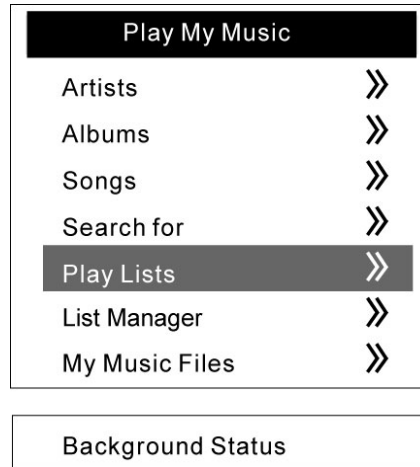 Play My Music
Artists
Albums
Songs
Search for
Play Lists
List Manager
My Music Files
Background Status